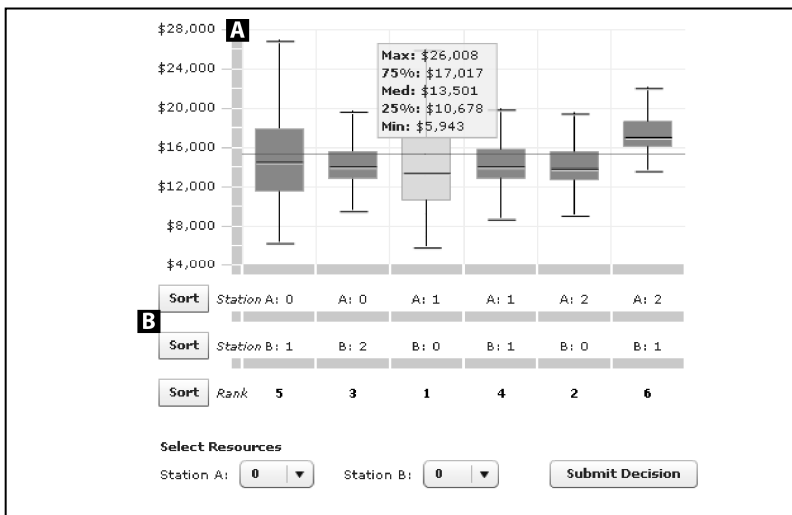 $28,000
A
Max: $26,008
$24,000
75%: $17,017
Med: $13,501
$20,000
25%: $10,678
Min: $5,943
$16,000
$12,000
$8,000
$4,000
Sort Station A: 0 A: 0 A: 1 A: 1 A: 2 A: 2
B
Sort Station B: 1 B: 2 B: 0 B: 1 B: 0 B: 1
Sort Rank 5 3 1 4 2 6
Select Resources
Station A: 0 Station B: 0 Submit Decision